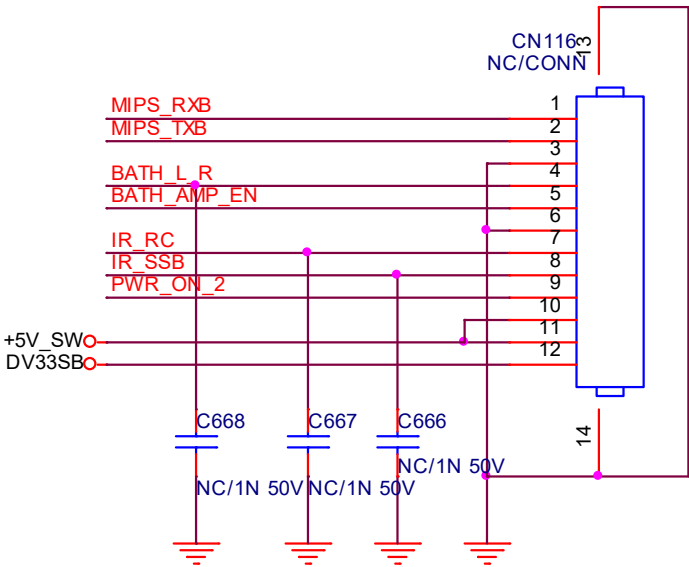 CN116
13
NC/CONN
MIPS_RXB
1
MIPS_TXB
2
3
BATH_L_R
4
BATH_AMP_EN
5
6
IR_RC
7
IR_SSB
8
PWR_ON_2
9
10
+5V_SW
11
DV33SB
12
C668
C667
C666
14
NC/1N 50V
NC/1N 50V
NC/1N 50V